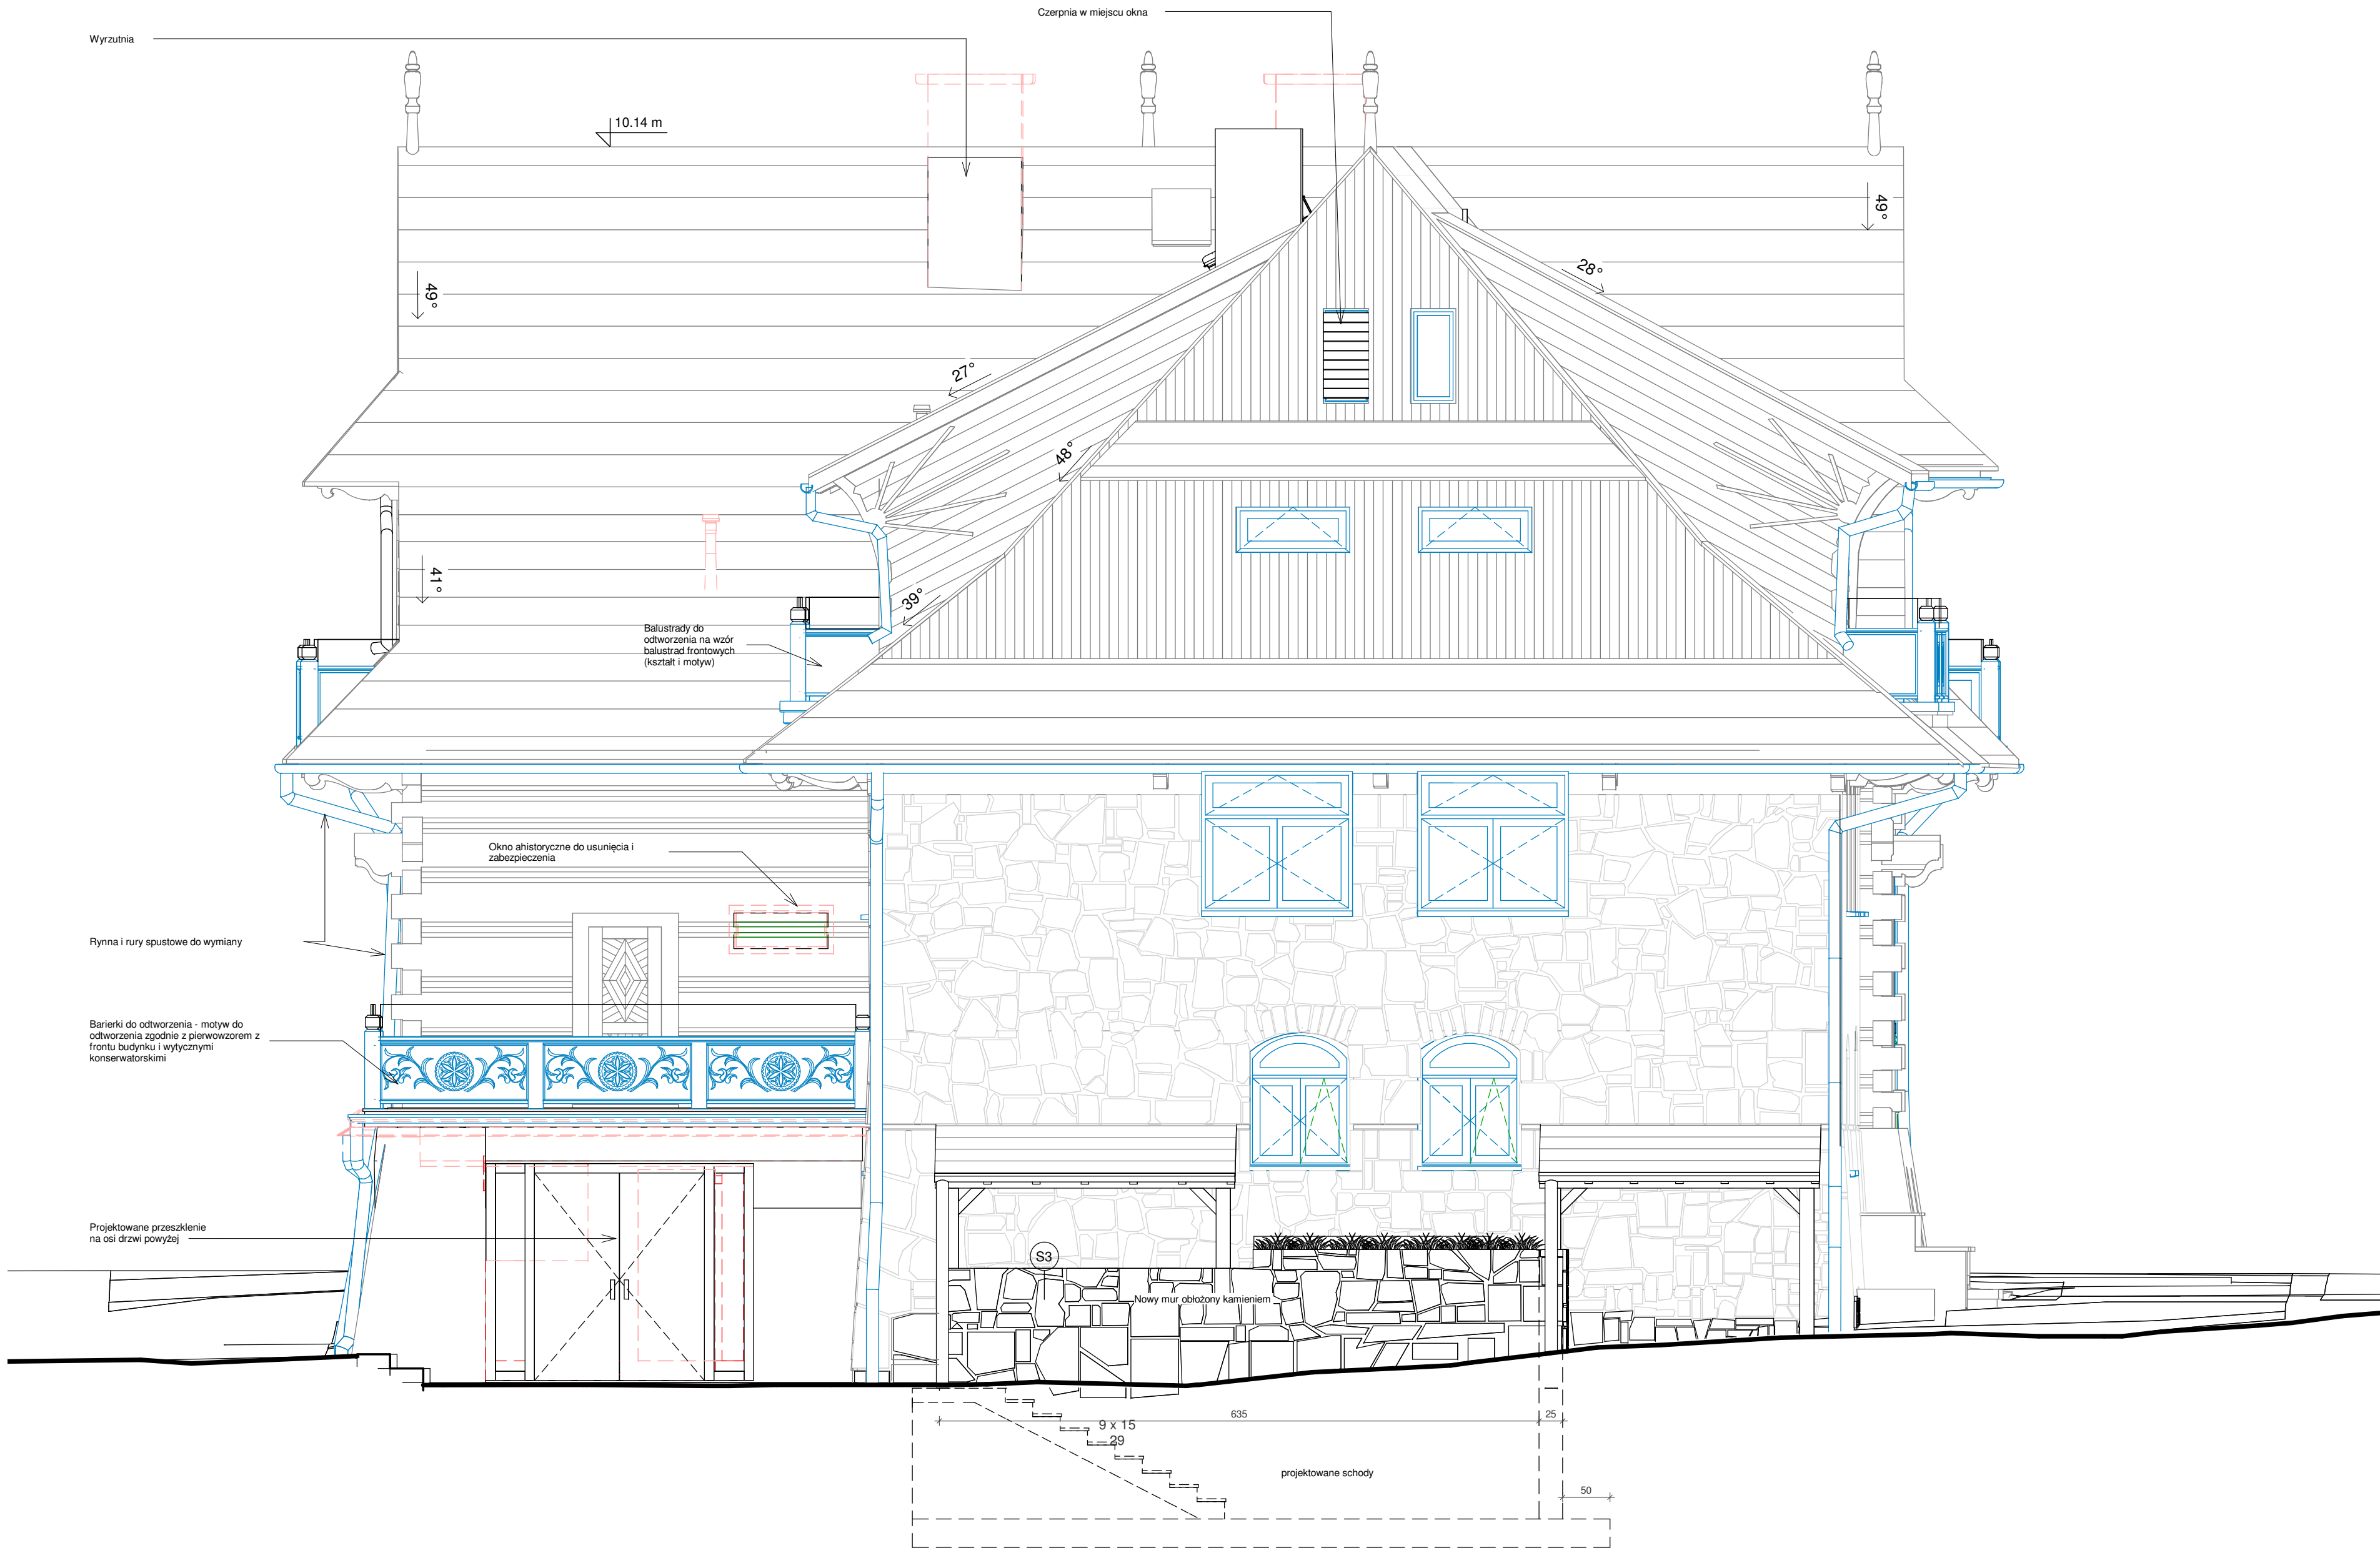 Czerpnia w miejscu okna
Wyrzutnia
10.14 m
49°
28°
49°
27°
48°
41°
39°
Balustrady do
odtworzenia na wzór
balustrad frontowych
(kształt i motyw)
Okno ahistoryczne do usunięcia i
zabezpieczenia
Rynna i rury spustowe do wymiany
Barierki do odtworzenia - motyw do
odtworzenia zgodnie z pierwowzorem z
frontu budynku i wytycznymi
konserwatorskimi
Projektowane przeszklenie
na osi drzwi powyżej
S3
Nowy mur obłożony kamieniem
635
25
9 x 15
29
projektowane schody
50